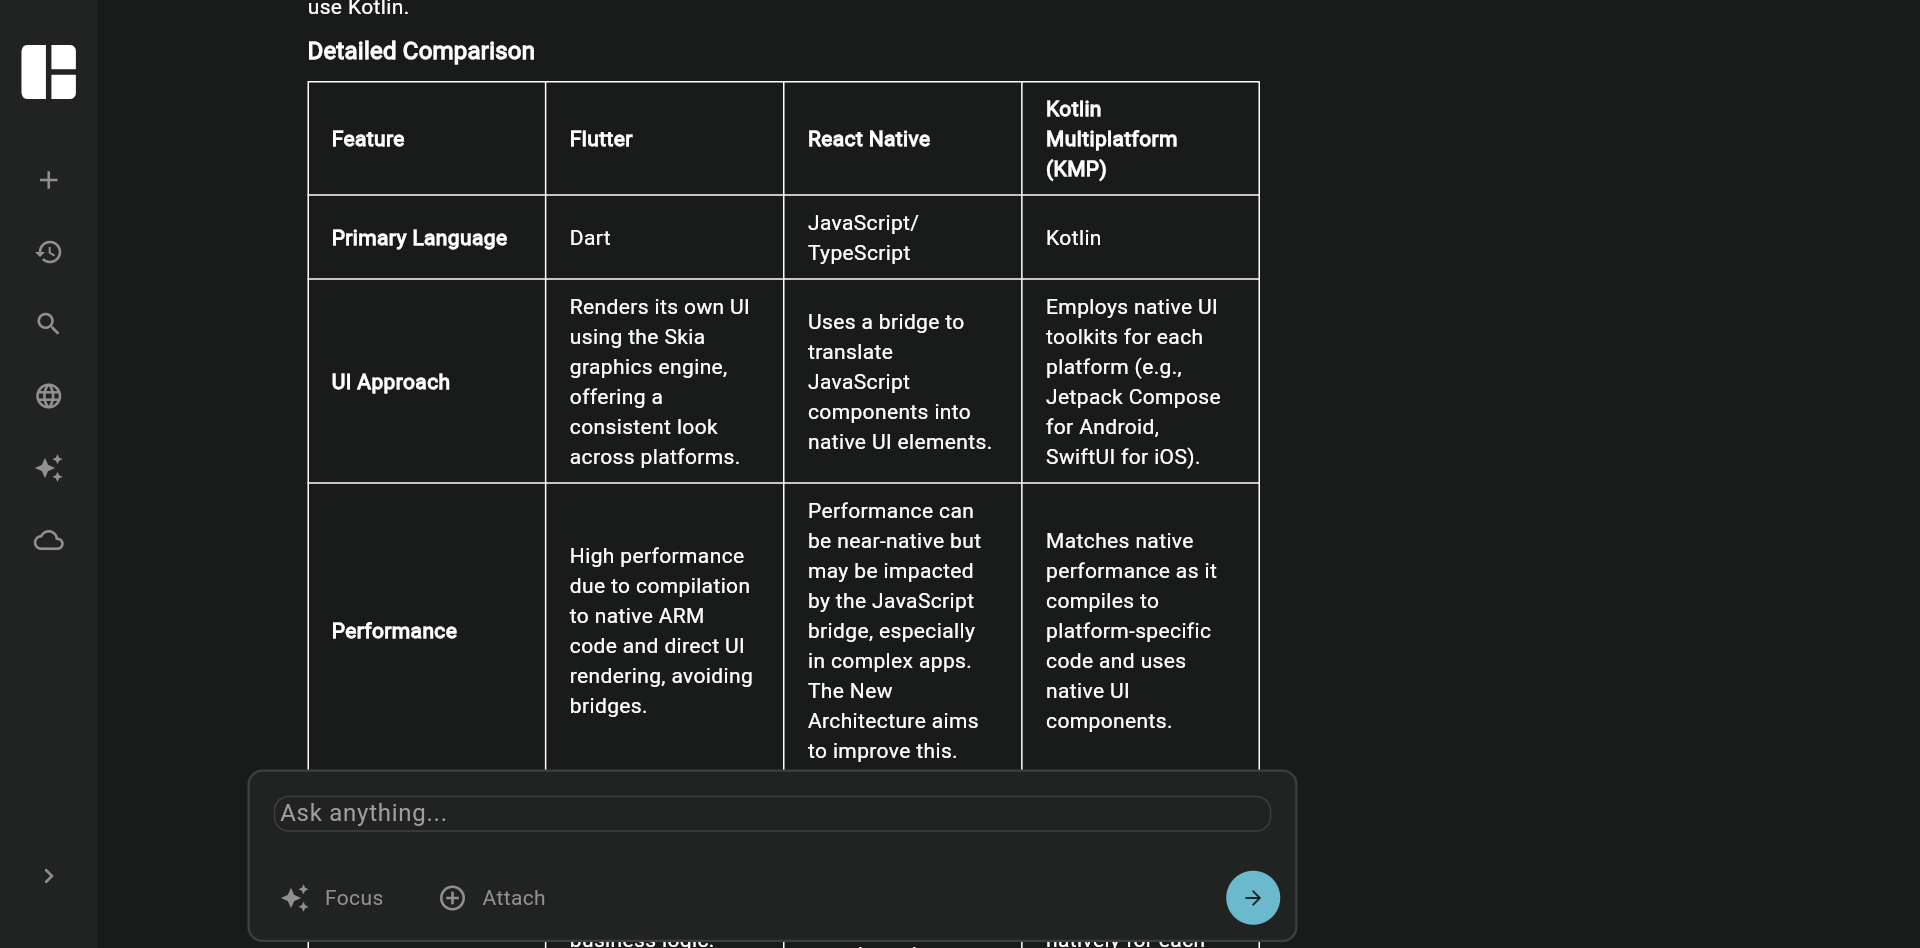 use Kotlin.
Detailed Comparison
Feature
Flutter
React Native
Kotlin
Multiplatform
(KMP)
Primary Language
Dart
JavaScript/
TypeScript
Kotlin
UI Approach
Renders its own UI
using the Skia
graphics engine,
offering a
consistent look
across platforms.
Uses a bridge to
translate
JavaScript
components into
native UI elements.
Employs native UI
toolkits for each
platform (e.g.,
Jetpack Compose
for Android,
SwiftUI for iOS).
Performance
High performance
due to compilation
to native ARM
code and direct UI
rendering, avoiding
bridges.
Performance can
be near-native but
may be impacted
by the JavaScript
bridge, especially
in complex apps.
The New
Architecture aims
to improve this.
Matches native
performance as it
compiles to
platform-specific
code and uses
native UI
components.
Ask anything...
Focus
Attach
business logic.
natively for each